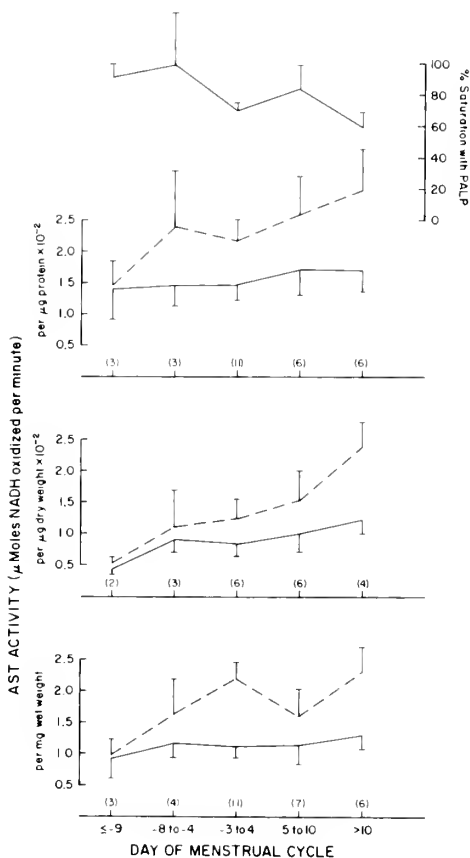 100
80
60
40
20
0
% Saturation with PALP
AST ACTIVITY (μMoles NADH oxidized per minute)
per μg protein × 10⁻²
2.5
2.0
1.5
1.0
0.5
(3) (3) (6) (6)
per μg dry weight × 10⁻²
2.5
2.0
1.5
1.0
0.5
(2) (3) (6) (6) (4)
per mg wet weight
2.5
2.0
1.5
1.0
0.5
(3) (4) (11) (7) (6)
≤-9 -8 to -4 -3 to 4 5 to 10 >10
DAY OF MENSTRUAL CYCLE